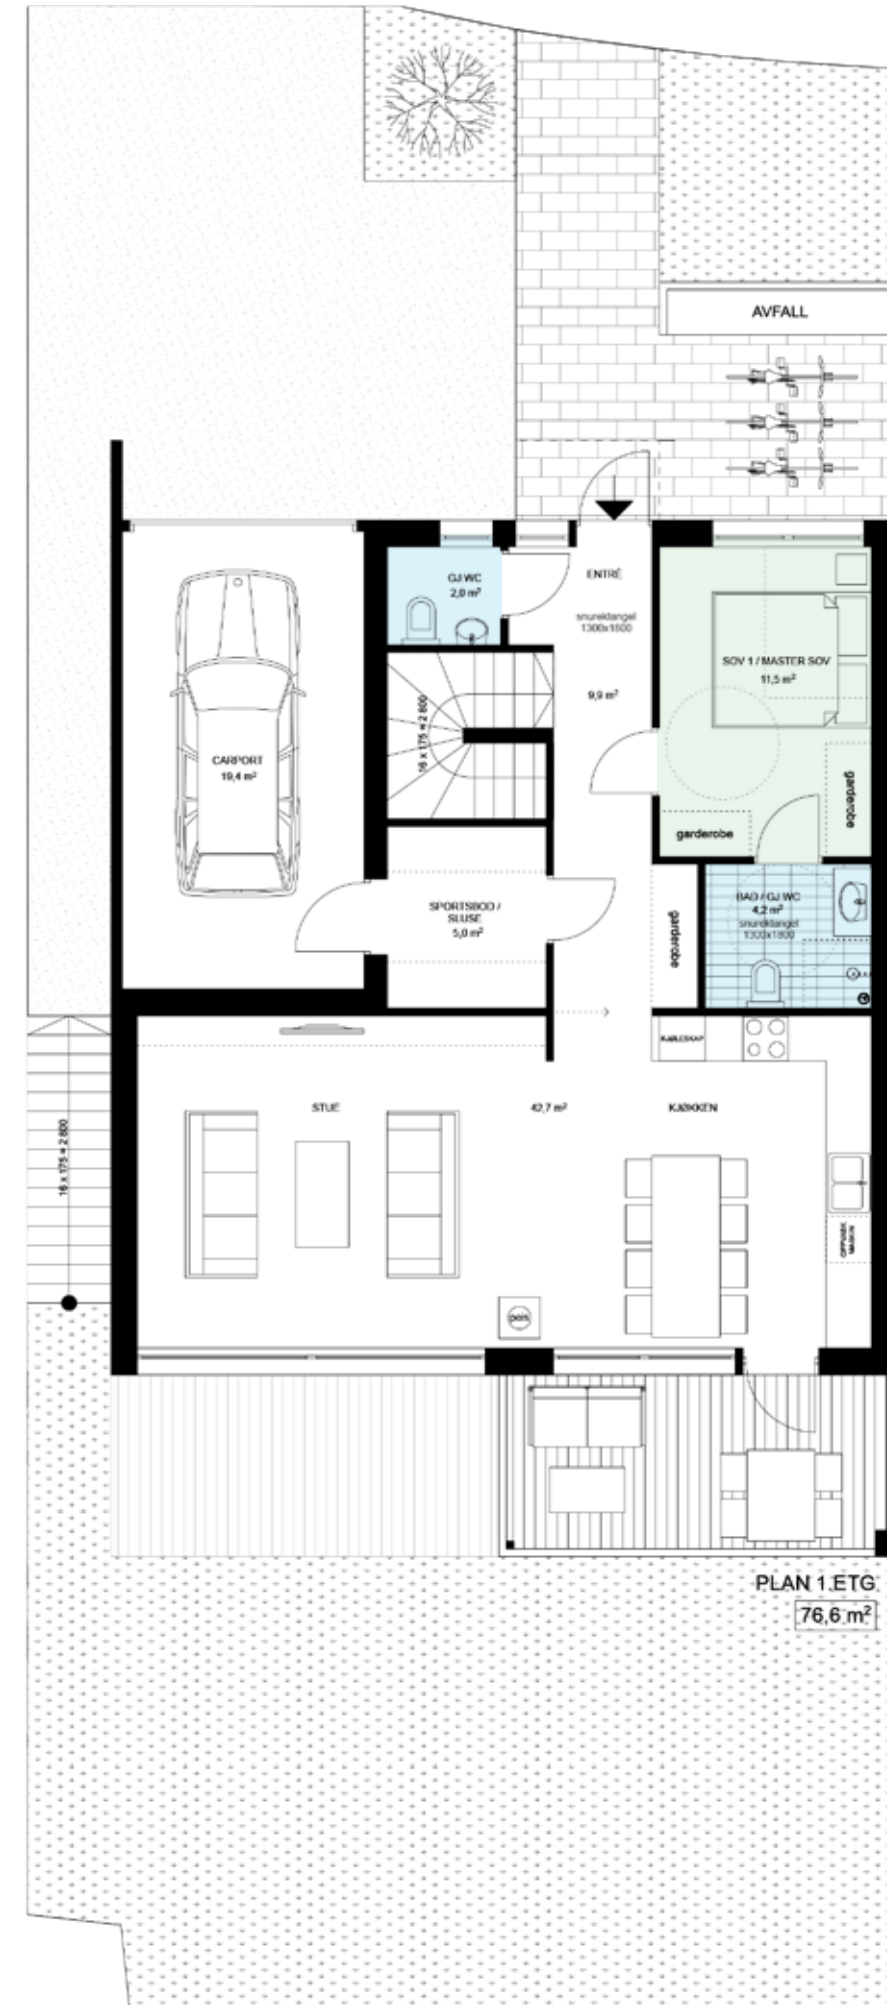 AVFALL
GJ WC
2,0 m²
ENTRÉ
snurektangel
1300x1800
9,9 m²
SOV 1 / MASTER SOV
11,5 m²
16 x 175 = 2 800
CARPORT
19,4 m²
garderobe
garderobe
BAD / GJ WC
4,2 m²
snurektangel
1300x1800
SPORTSBOD /
SLUSE
5,0 m²
garderobe
KJØLESKAP
STUE
42,7 m²
KJØKKEN
16 x 175 = 2 800
OPPVASK
MASKIN
peis
PLAN 1.ETG
76,6 m²